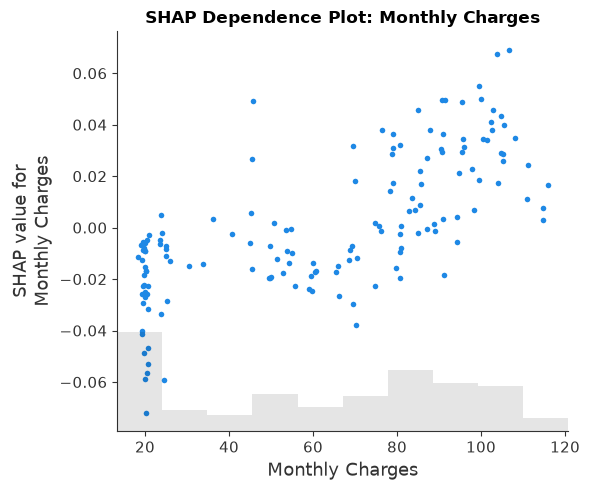 SHAP Dependence Plot: Monthly Charges
0.06
0.04
0.02
0.00
−0.02
−0.04
−0.06
SHAP value for
Monthly Charges
20 40 60 80 100 120
Monthly Charges